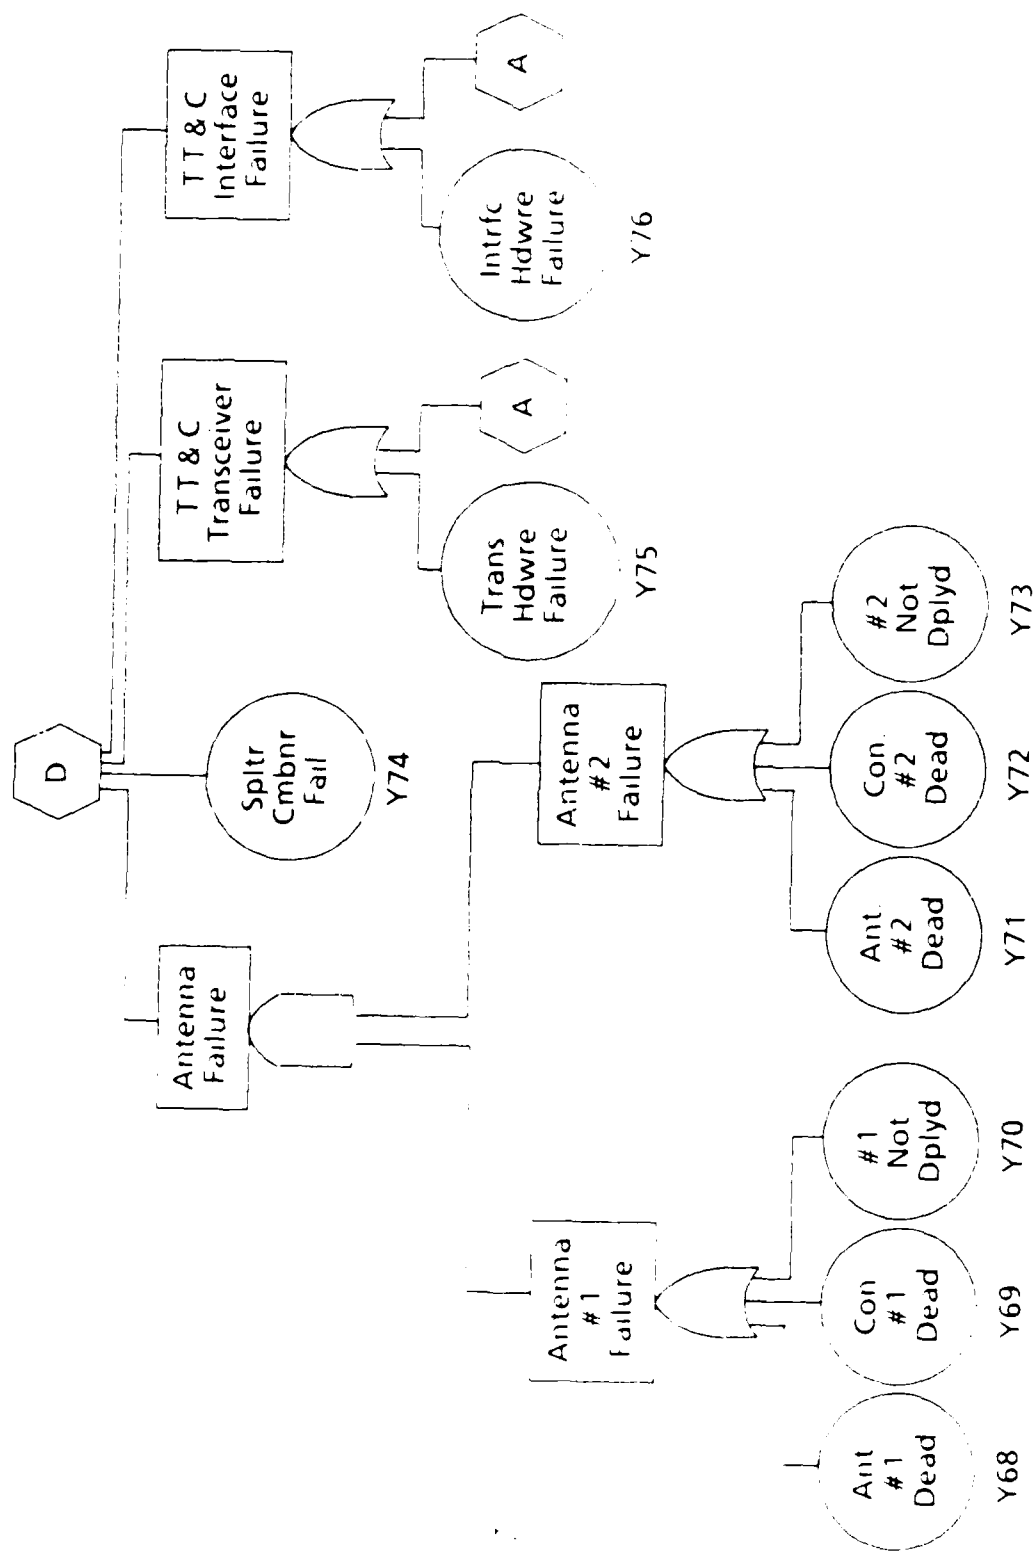 D
Antenna
Failure
Spltr
Cmbnr
Fail
Y74
TT & C
Transceiver
Failure
TT & C
Interface
Failure
Trans
Hdwre
Failure
Y75
A
Intrfc
Hdwre
Failure
Y76
A
Antenna
#1
Failure
Antenna
#2
Failure
Ant
#1
Dead
Y68
Con
#1
Dead
Y69
#1
Not
Dplyd
Y70
Ant.
#2
Dead
Y71
Con.
#2
Dead
Y72
#2
Not
Dplyd
Y73